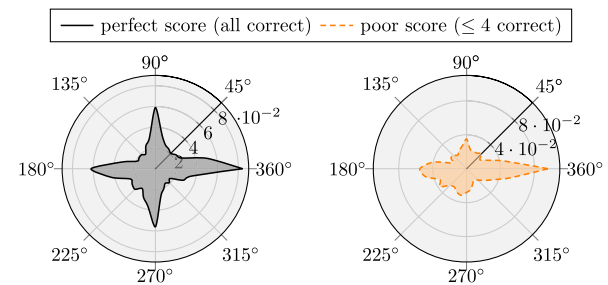 perfect score (all correct) poor score (≤ 4 correct)
90° 90°
135° 45° 135° 45°
8 · 10⁻² 8 · 10⁻²
6
4 4 · 10⁻²
2
180° 360° 180° 360°
225° 315° 225° 315°
270° 270°